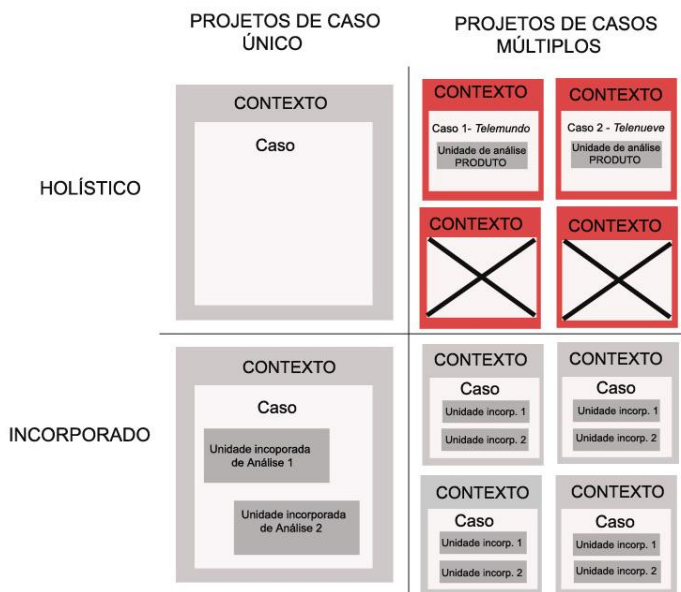 PROJETOS DE CASO
ÚNICO
PROJETOS DE CASOS
MÚLTIPLOS
HOLÍSTICO
CONTEXTO
Caso
CONTEXTO
Caso 1- Telemundo
Unidade de análise
PRODUTO
CONTEXTO
Caso 2 - Telenueve
Unidade de análise
PRODUTO
CONTEXTO
CONTEXTO
INCORPORADO
CONTEXTO
Caso
Unidade incoporada
de Análise 1
Unidade incorporada
de Análise 2
CONTEXTO
Caso
Unidade incorp. 1
Unidade incorp. 2
CONTEXTO
Caso
Unidade incorp. 1
Unidade incorp. 2
CONTEXTO
Caso
Unidade incorp. 1
Unidade incorp. 2
CONTEXTO
Caso
Unidade incorp. 1
Unidade incorp. 2